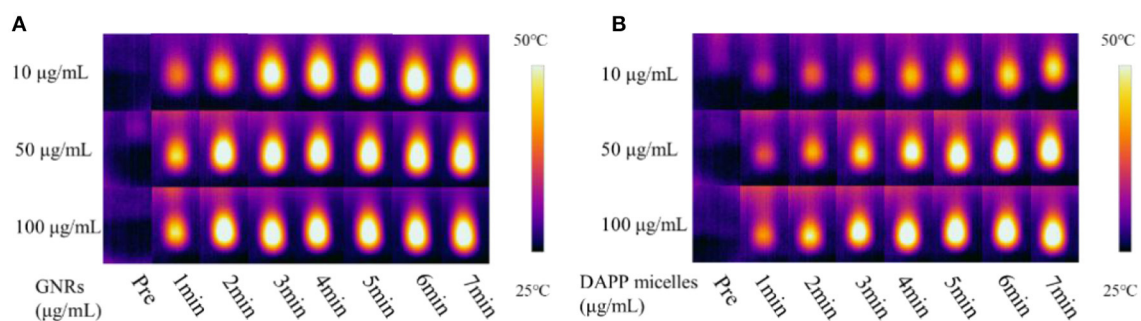 A
50℃
10 μg/mL
50 μg/mL
100 μg/mL
GNRs
(μg/mL)
Pre
1min
2min
3min
4min
5min
6min
7min
25℃
B
50℃
10 μg/mL
50 μg/mL
100 μg/mL
DAPP micelles
(μg/mL)
Pre
1min
2min
3min
4min
5min
6min
7min
25℃